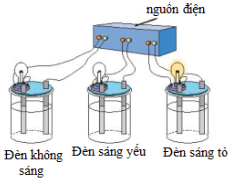 nguồn điện
Đèn không
sáng
Đèn sáng yếu
Đèn sáng tỏ